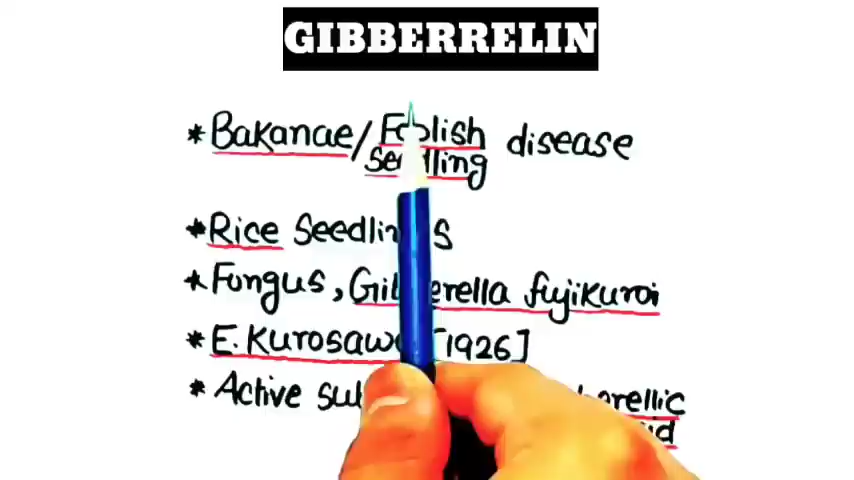 GIBBERRELIN
*Bakanae/Foolish disease
seedling
*Rice Seedlings
*Fungus, Gibberella fujikuroi
*E. Kurosawa [1926]
*Active